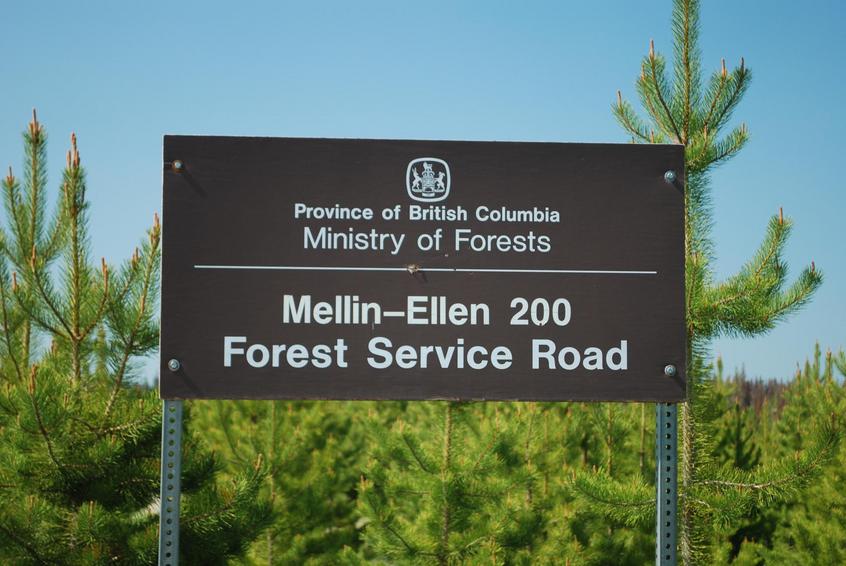 Province of British Columbia
Ministry of Forests
Mellin–Ellen 200
Forest Service Road